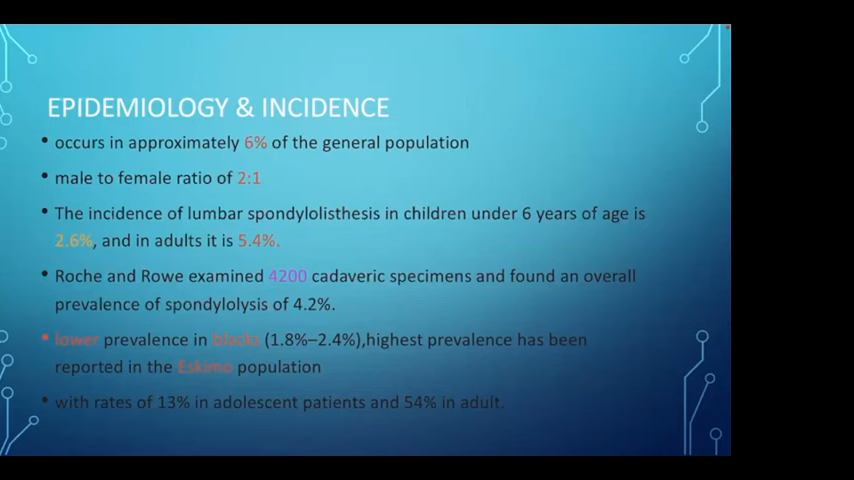 EPIDEMIOLOGY & INCIDENCE
• occurs in approximately 6% of the general population
• male to female ratio of 2:1
• The incidence of lumbar spondylolisthesis in children under 6 years of age is
2.6%, and in adults it is 5.4%.
• Roche and Rowe examined 4200 cadaveric specimens and found an overall
prevalence of spondylolysis of 4.2%.
• lower prevalence in blacks (1.8%–2.4%),highest prevalence has been
reported in the Eskimo population
• with rates of 13% in adolescent patients and 54% in adult.